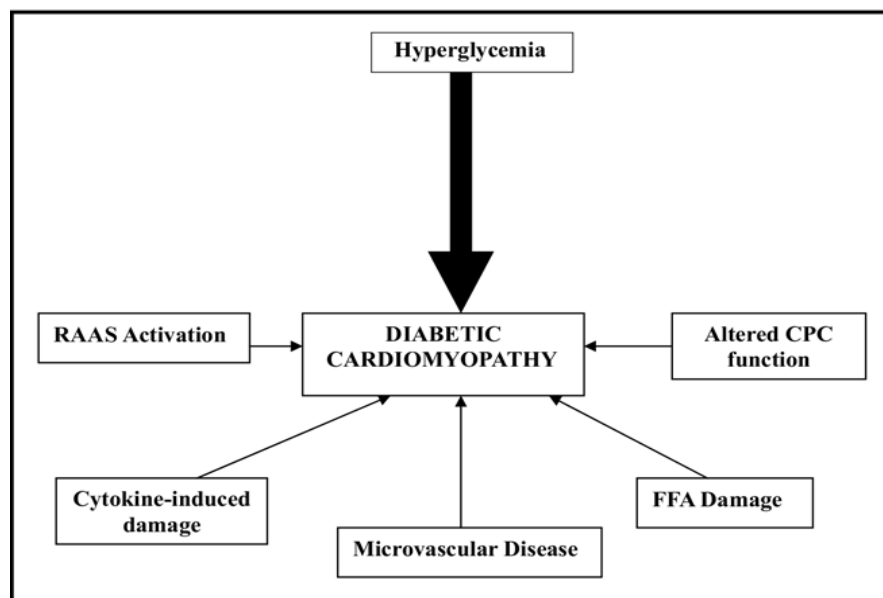 Hyperglycemia
RAAS Activation
DIABETIC
CARDIOMYOPATHY
Altered CPC
function
Cytokine-induced
damage
Microvascular Disease
FFA Damage